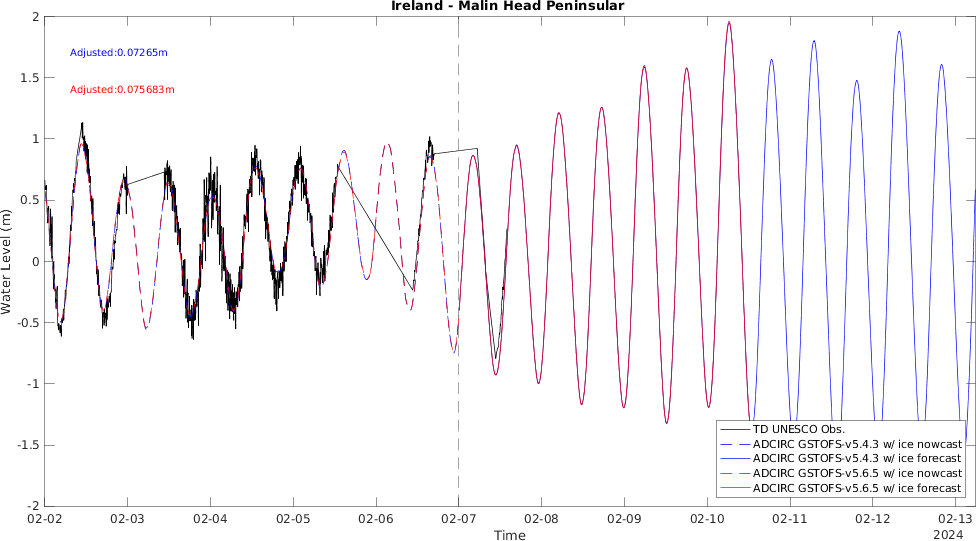 Ireland - Malin Head Peninsular
2
1.5
1
0.5
0
-0.5
-1
-1.5
-2
Water Level (m)
Adjusted:0.07265m
Adjusted:0.075683m
TD UNESCO Obs.
ADCIRC GSTOFS-v5.4.3 w/ ice nowcast
ADCIRC GSTOFS-v5.4.3 w/ ice forecast
ADCIRC GSTOFS-v5.6.5 w/ ice nowcast
ADCIRC GSTOFS-v5.6.5 w/ ice forecast
02-02 02-03 02-04 02-05 02-06 02-07 02-08 02-09 02-10 02-11 02-12 02-13
Time
2024